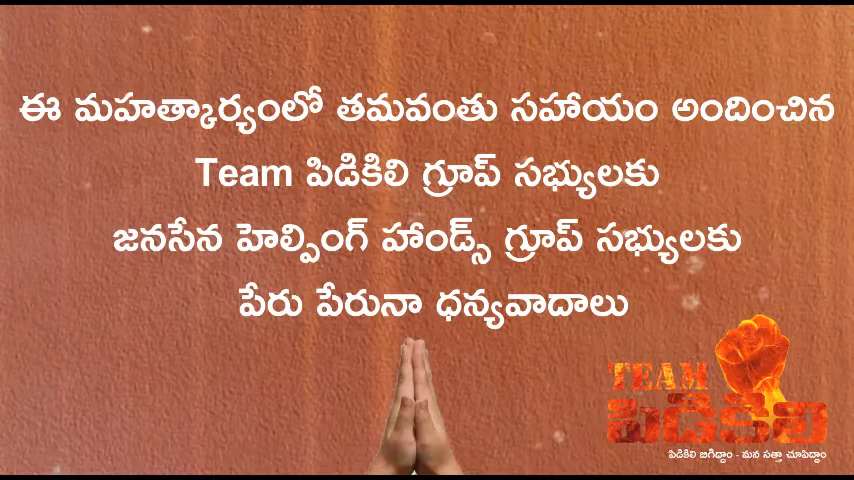 ఈ మహత్కార్యంలో తమవంతు సహాయం అందించిన
Team పిడికిలి గ్రూప్ సభ్యులకు
జనసేన హెల్పింగ్ హాండ్స్ గ్రూప్ సభ్యులకు
పేరు పేరునా ధన్యవాదాలు
TEAM
పిడికిలి
పిడికిలి బిగిద్దాం - మన సత్తా చూపిద్దాం